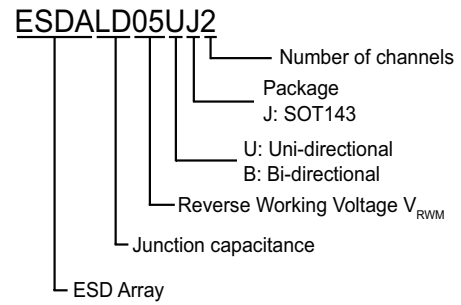 ESDALD05UJ2
Number of channels
Package
J: SOT143
U: Uni-directional
B: Bi-directional
Reverse Working Voltage VRWM
Junction capacitance
ESD Array